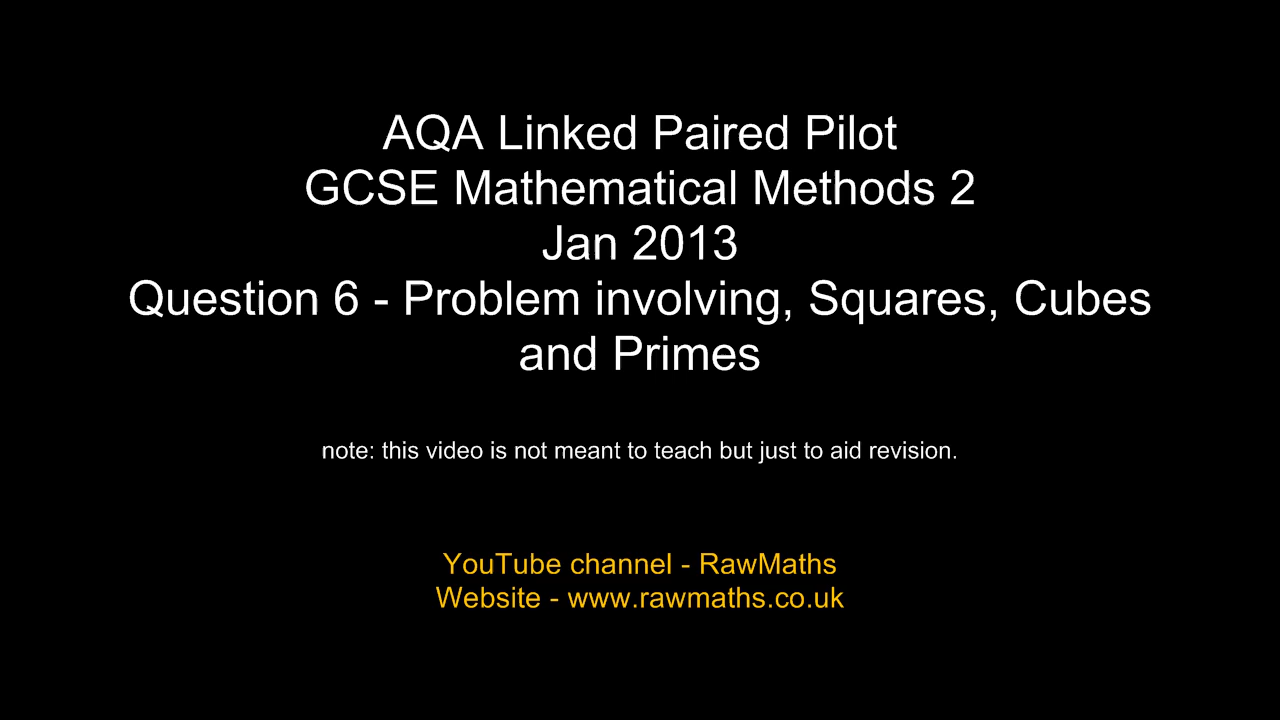 AQA Linked Paired Pilot
GCSE Mathematical Methods 2
Jan 2013
Question 6 - Problem involving, Squares, Cubes
and Primes
note: this video is not meant to teach but just to aid revision.
YouTube channel - RawMaths
Website - www.rawmaths.co.uk